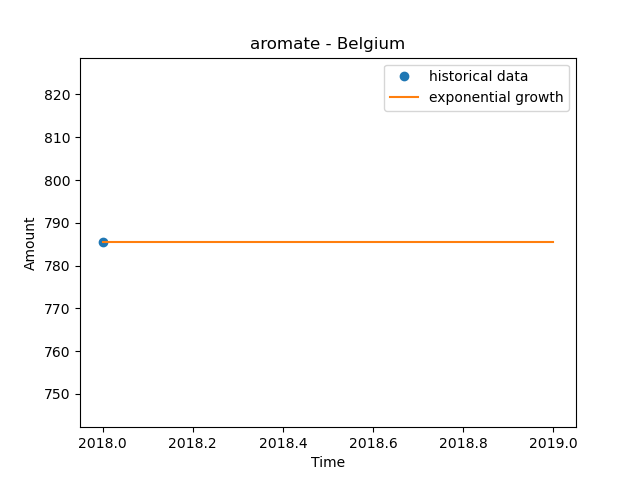 aromate - Belgium
historical data
exponential growth
820
810
800
790
780
770
760
750
Amount
2018.0 2018.2 2018.4 2018.6 2018.8 2019.0
Time